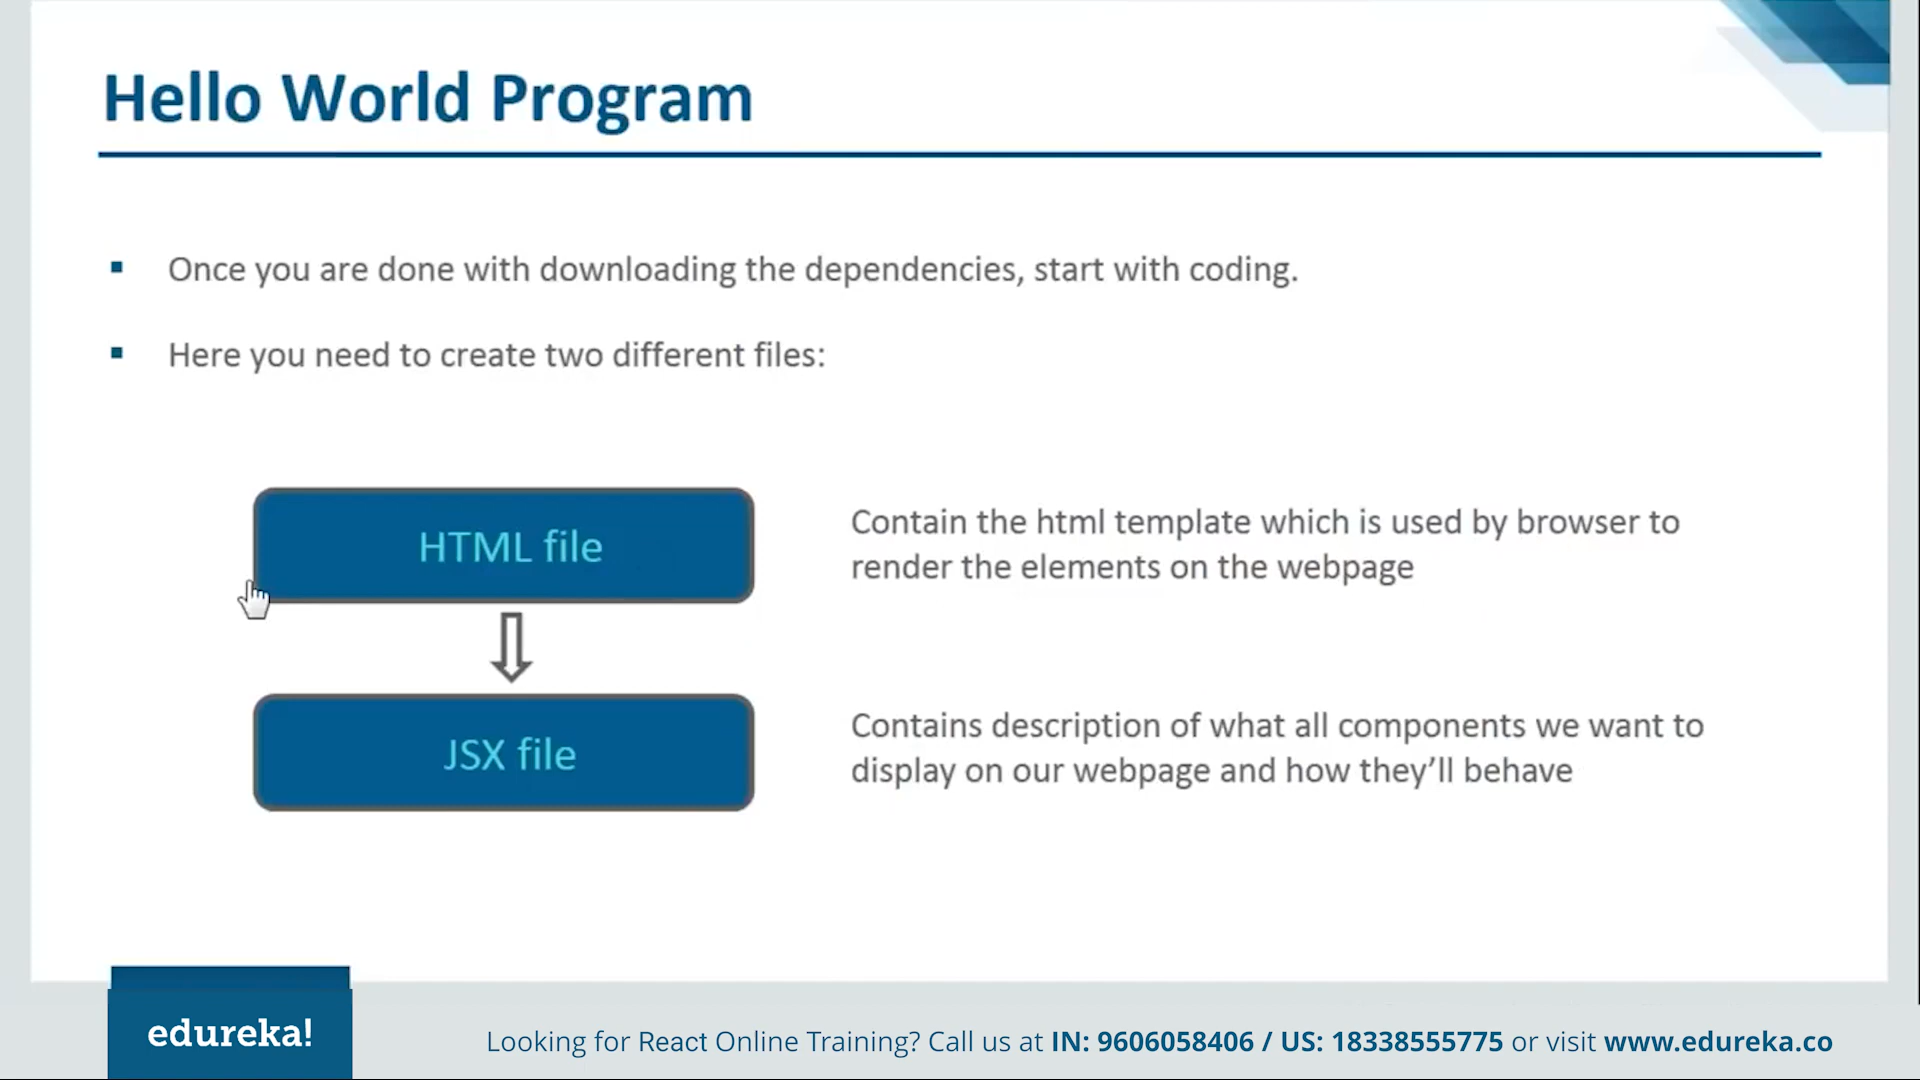 Hello World Program
Once you are done with downloading the dependencies, start with coding.
Here you need to create two different files:
HTML file
Contain the html template which is used by browser to
render the elements on the webpage
JSX file
Contains description of what all components we want to
display on our webpage and how they’ll behave
edureka!
Looking for React Online Training? Call us at IN: 9606058406 / US: 18338555775 or visit www.edureka.co